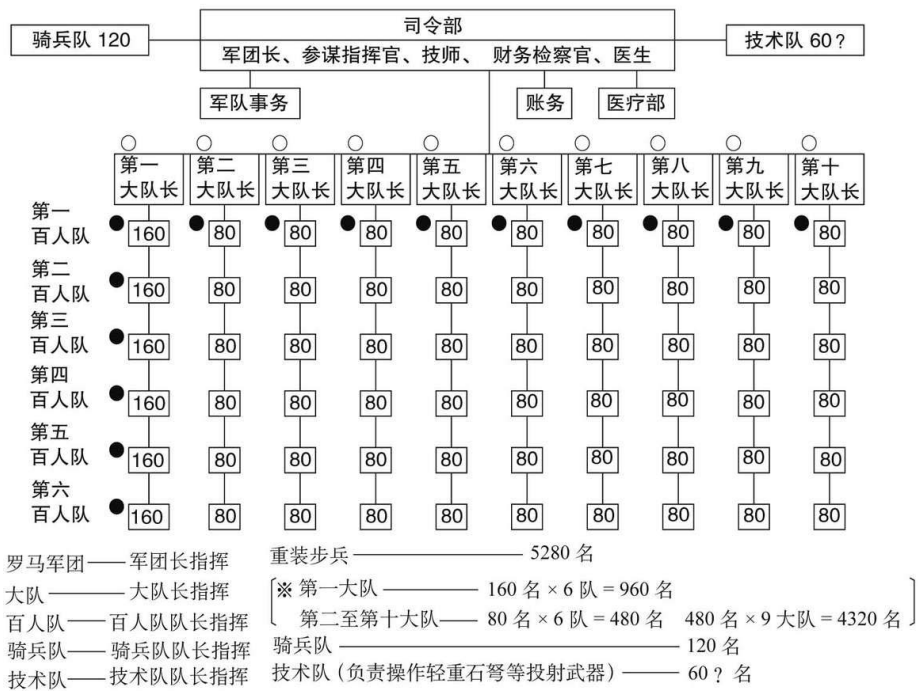 司令部
骑兵队 120
技术队 60？
军团长、参谋指挥官、技师、 财务检察官、医生
军队事务
账务
医疗部
第一大队长
第二大队长
第三大队长
第四大队长
第五大队长
第六大队长
第七大队长
第八大队长
第九大队长
第十大队长
第一
百人队
160 80 80 80 80 80 80 80 80 80
第二
百人队
160 80 80 80 80 80 80 80 80 80
第三
百人队
160 80 80 80 80 80 80 80 80 80
第四
百人队
160 80 80 80 80 80 80 80 80 80
第五
百人队
160 80 80 80 80 80 80 80 80 80
第六
百人队
160 80 80 80 80 80 80 80 80 80
罗马军团——军团长指挥
大队——大队长指挥
百人队——百人队队长指挥
骑兵队——骑兵队队长指挥
技术队——技术队队长指挥
重装步兵——5280 名
※ 第一大队——160 名 × 6 队 = 960 名
第二至第十大队——80 名 × 6 队 = 480 名 480 名 × 9 大队 = 4320 名
骑兵队——120 名
技术队（负责操作轻重石弩等投射武器）——60？名